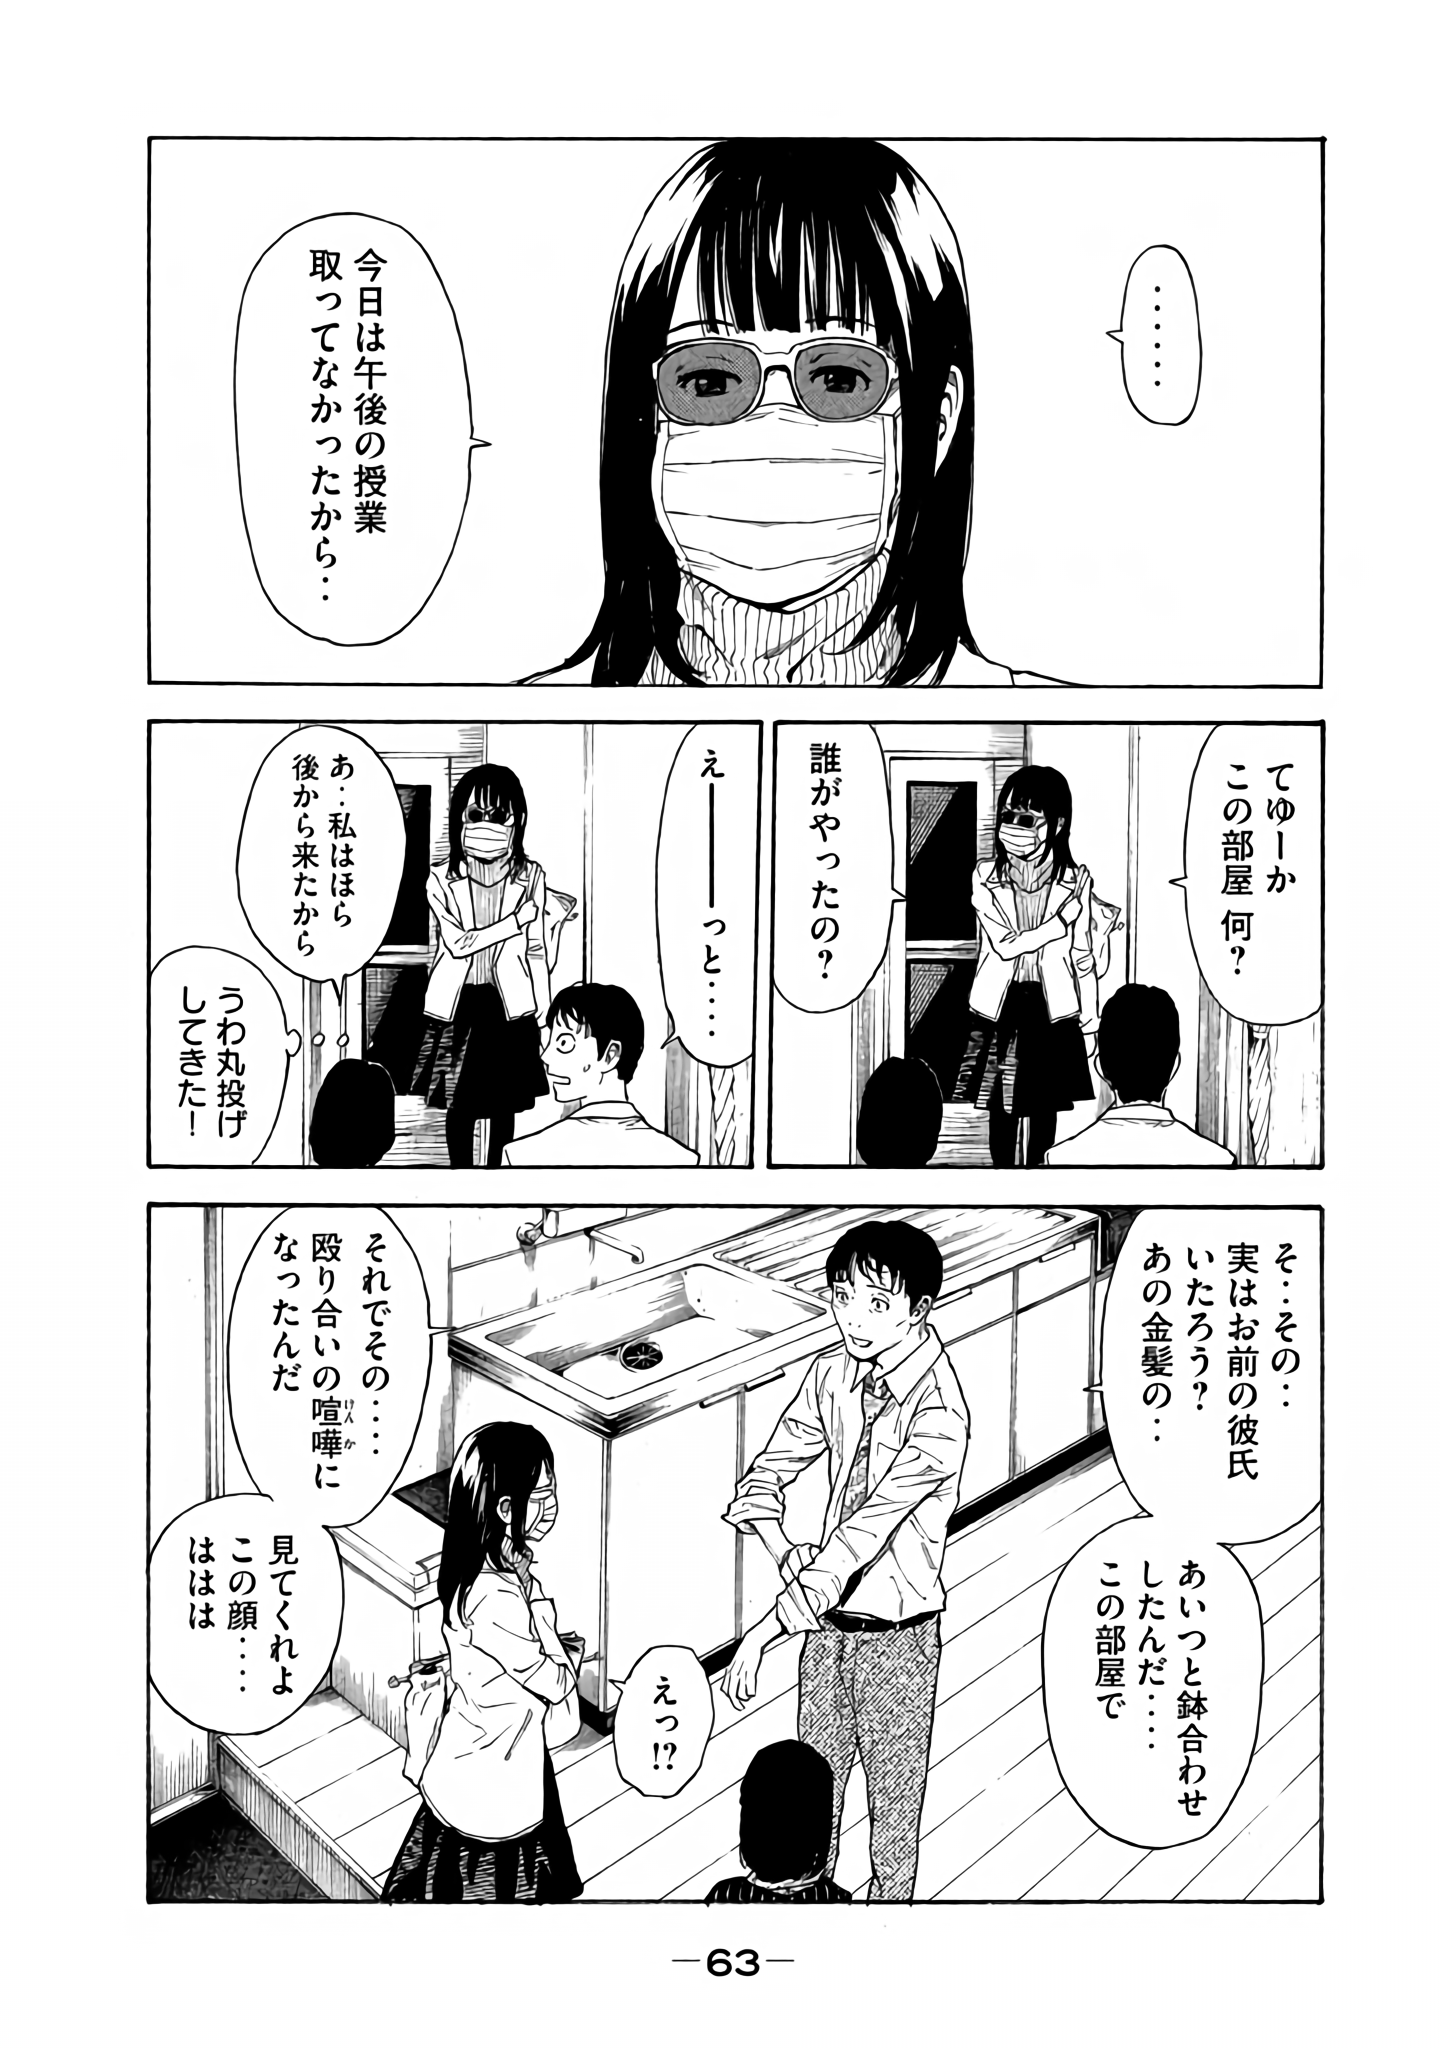 ‥‥‥
今日は午後の授業
取ってなかったから‥
てゆーか
この部屋 何?
誰がやったの?
えーーーっと‥‥
あ‥私はほら
後から来たから
うわ丸投げ
してきた!
そ‥その‥
実はお前の彼氏
いたろう?
あの金髪の‥
あいつと鉢合わせ
したんだ‥‥
この部屋で
えっ!?
それでその‥‥
殴り合いの喧嘩に
けんか
なったんだ
見てくれよ
この顔‥‥
ははは
—63—